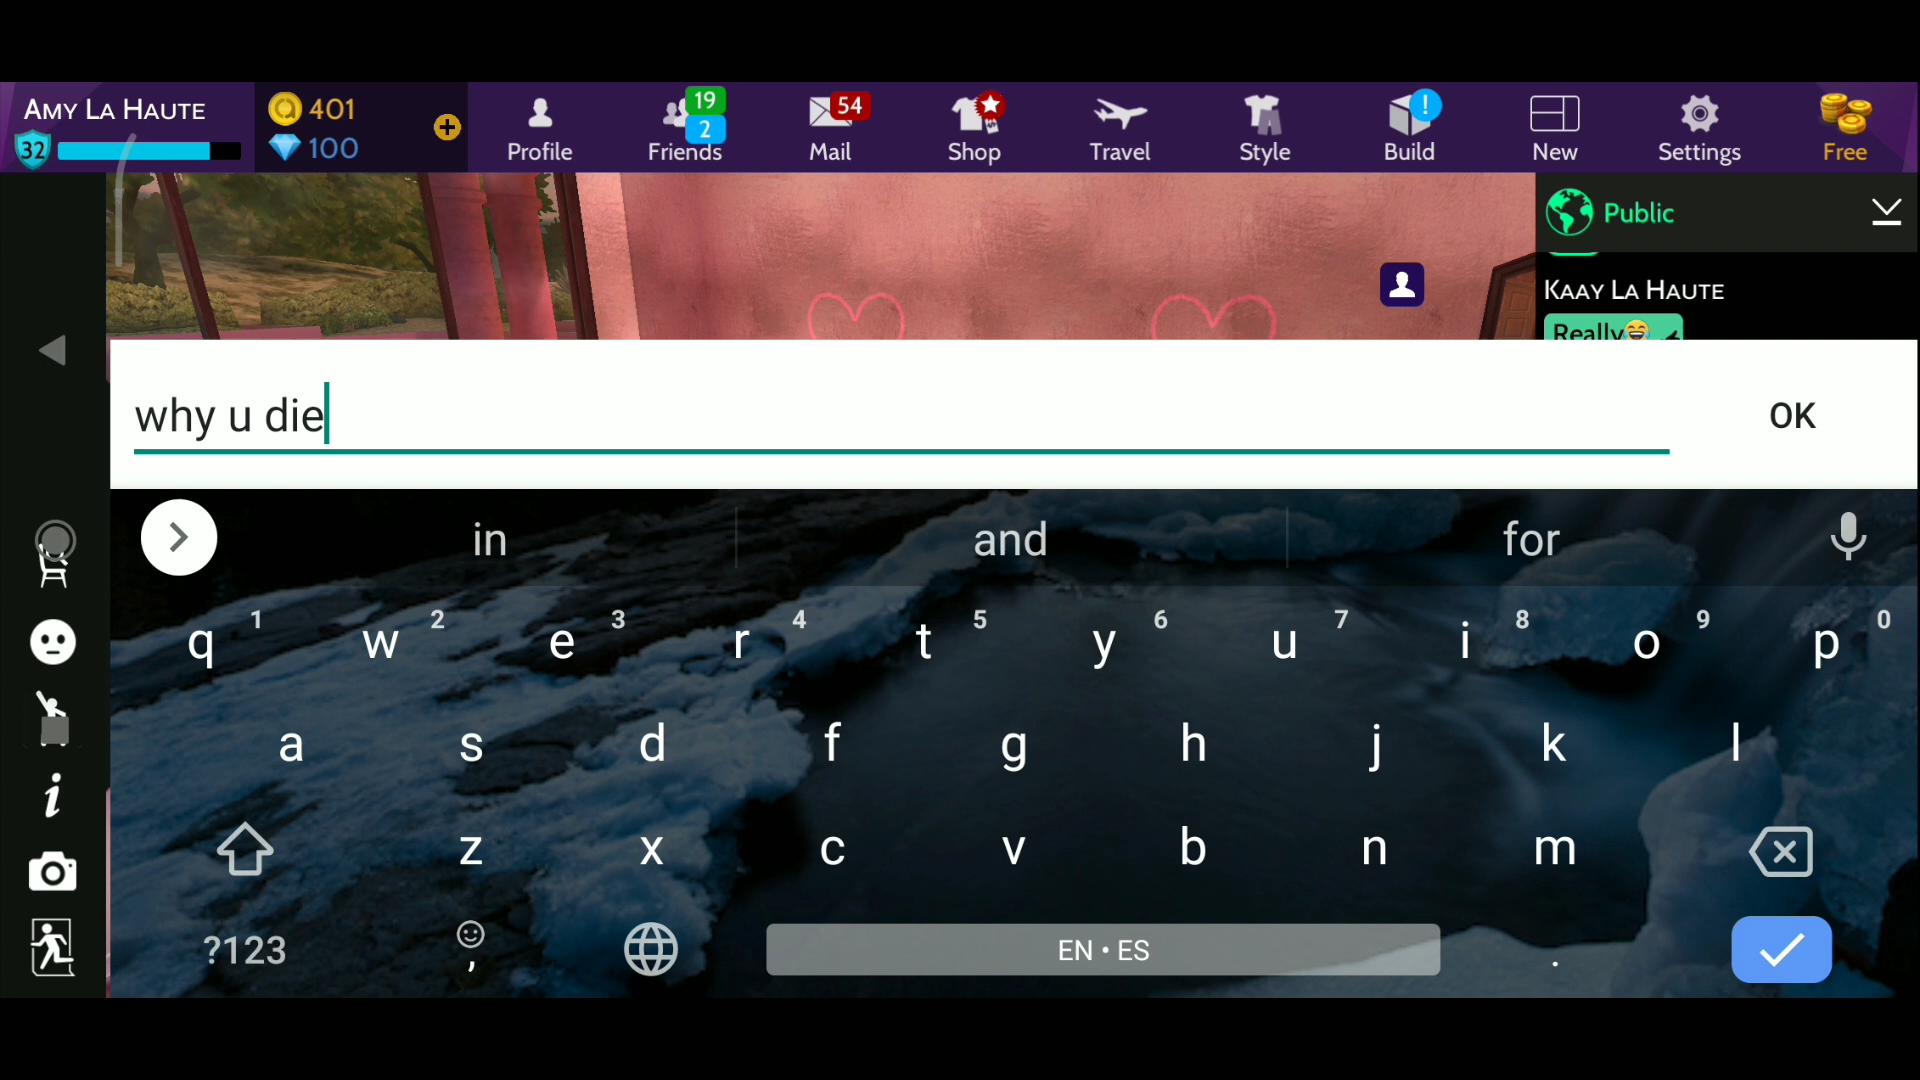 AMY LA HAUTE
32
401
100
Profile
19
2
Friends
54
Mail
Shop
Travel
Style
!
Build
New
Settings
Free
Public
KAAY LA HAUTE
Really😂
why u die
OK
in and for
1 2 3 4 5 6 7 8 9 0
q w e r t y u i o p
a s d f g h j k l
z x c v b n m
?123 , EN • ES .